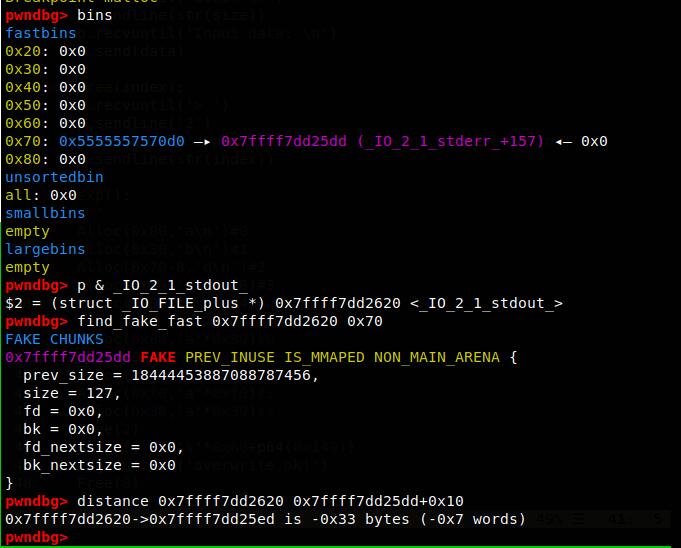 Breakpoint malloc
pwndbg> bins
fastbins
0x20: 0x0
0x30: 0x0
0x40: 0x0
0x50: 0x0
0x60: 0x0
0x70: 0x5555557570d0 —▸ 0x7ffff7dd25dd (_IO_2_1_stderr_+157) ◂— 0x0
0x80: 0x0
unsortedbin
all: 0x0
smallbins
empty
largebins
empty
pwndbg> p & _IO_2_1_stdout_
$2 = (struct _IO_FILE_plus *) 0x7ffff7dd2620 <_IO_2_1_stdout_>
pwndbg> find_fake_fast 0x7ffff7dd2620 0x70
FAKE CHUNKS
0x7ffff7dd25dd FAKE PREV_INUSE IS_MMAPED NON_MAIN_ARENA {
prev_size = 18444453887088787456,
size = 127,
fd = 0x0,
bk = 0x0,
fd_nextsize = 0x0,
bk_nextsize = 0x0
}
pwndbg> distance 0x7ffff7dd2620 0x7ffff7dd25dd+0x10
0x7ffff7dd2620->0x7ffff7dd25ed is -0x33 bytes (-0x7 words)
pwndbg>